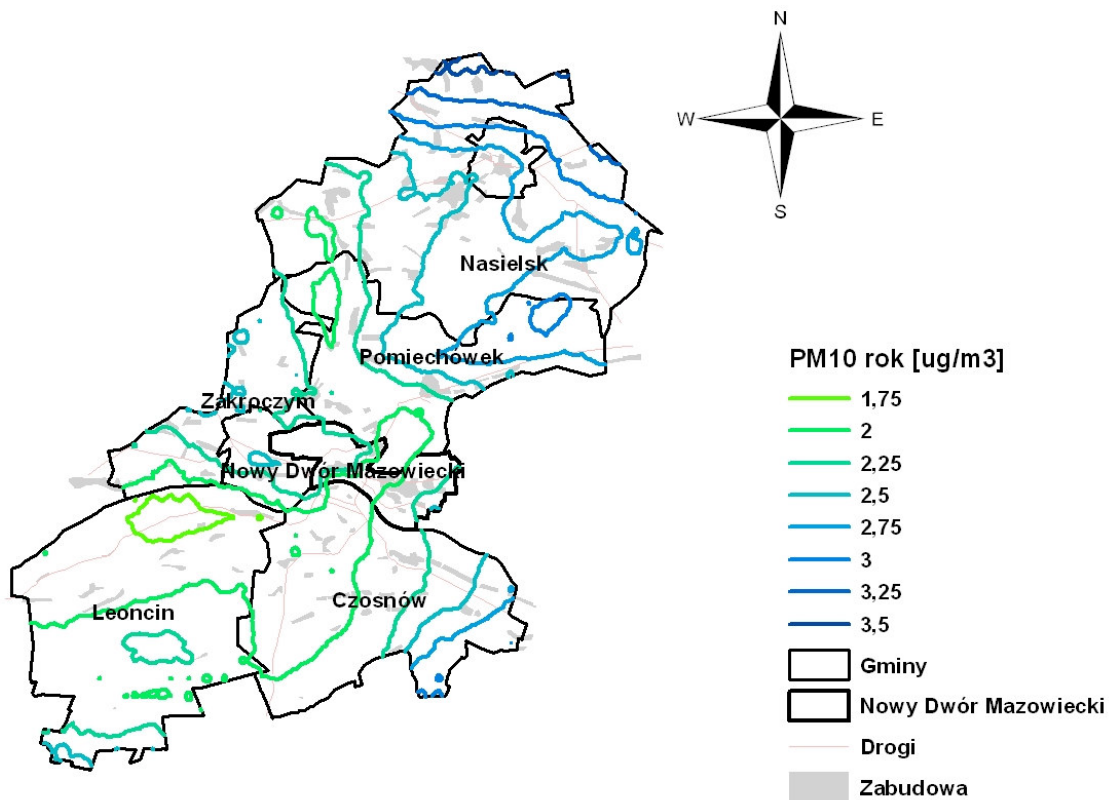 N
W
E
S
Nasielsk
Pomiechówek
Zakroczym
Nowy Dwór Mazowiecki
Leoncin
Czosnów
PM10 rok [ug/m3]
1,75
2
2,25
2,5
2,75
3
3,25
3,5
Gminy
Nowy Dwór Mazowiecki
Drogi
Zabudowa